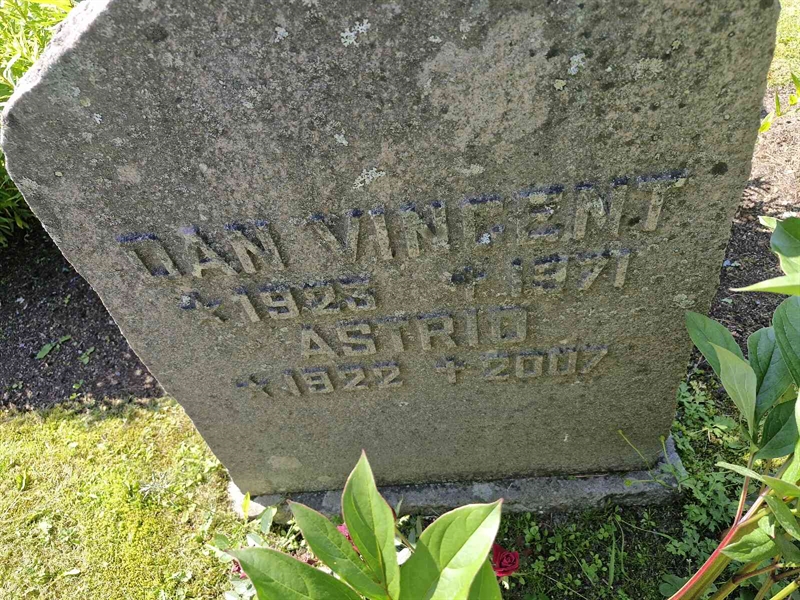 DAN VINCENT
* 1925 † 1971
ASTRID
* 1922 † 2007